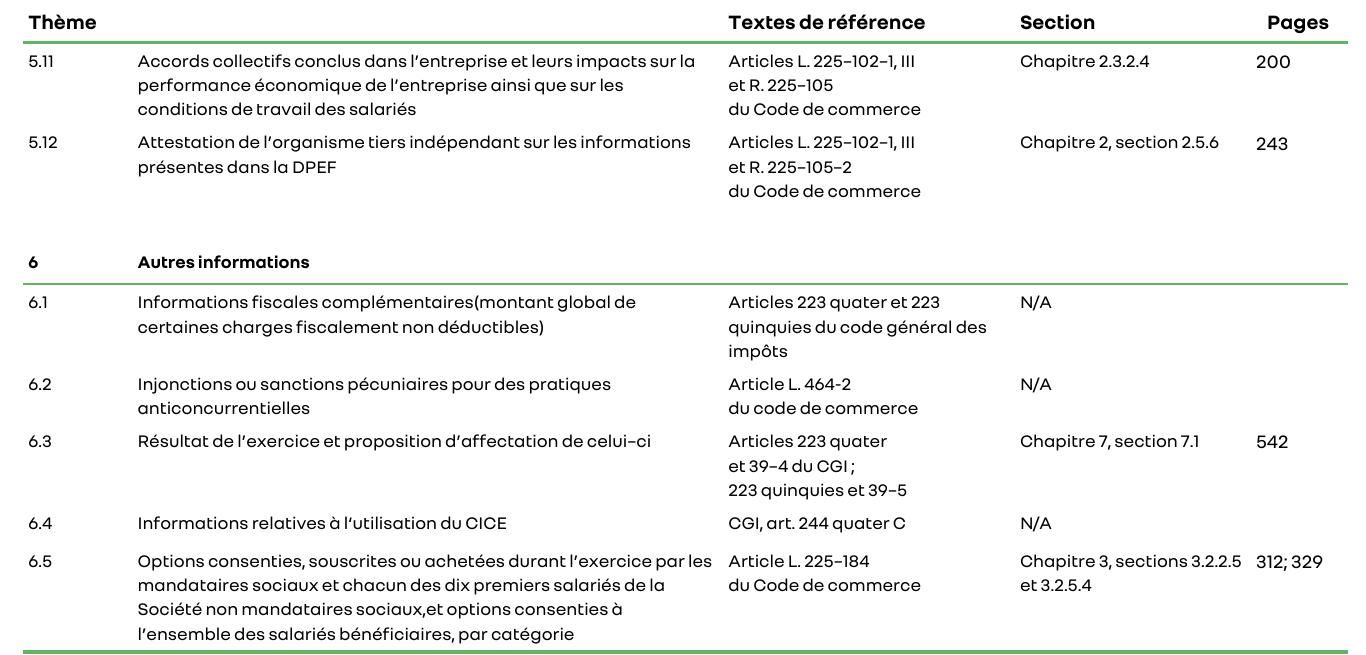 Thème Textes de référence Section Pages
5.11 Accords collectifs conclus dans l’entreprise et leurs impacts sur la Articles L. 225–102–1, III Chapitre 2.3.2.4 200
performance économique de l’entreprise ainsi que sur les et R. 225–105
conditions de travail des salariés du Code de commerce
5.12 Attestation de l’organisme tiers indépendant sur les informations Articles L. 225–102–1, III Chapitre 2, section 2.5.6 243
présentes dans la DPEF et R. 225–105–2
du Code de commerce
6 Autres informations
6.1 Informations fiscales complémentaires(montant global de Articles 223 quater et 223 N/A
certaines charges fiscalement non déductibles) quinquies du code général des
impôts
6.2 Injonctions ou sanctions pécuniaires pour des pratiques Article L. 464-2 N/A
anticoncurrentielles du code de commerce
6.3 Résultat de l’exercice et proposition d’affectation de celui–ci Articles 223 quater Chapitre 7, section 7.1 542
et 39–4 du CGI ;
223 quinquies et 39–5
6.4 Informations relatives à l’utilisation du CICE CGI, art. 244 quater C N/A
6.5 Options consenties, souscrites ou achetées durant l’exercice par les Article L. 225–184 Chapitre 3, sections 3.2.2.5 312; 329
mandataires sociaux et chacun des dix premiers salariés de la du Code de commerce et 3.2.5.4
Société non mandataires sociaux,et options consenties à
l’ensemble des salariés bénéficiaires, par catégorie